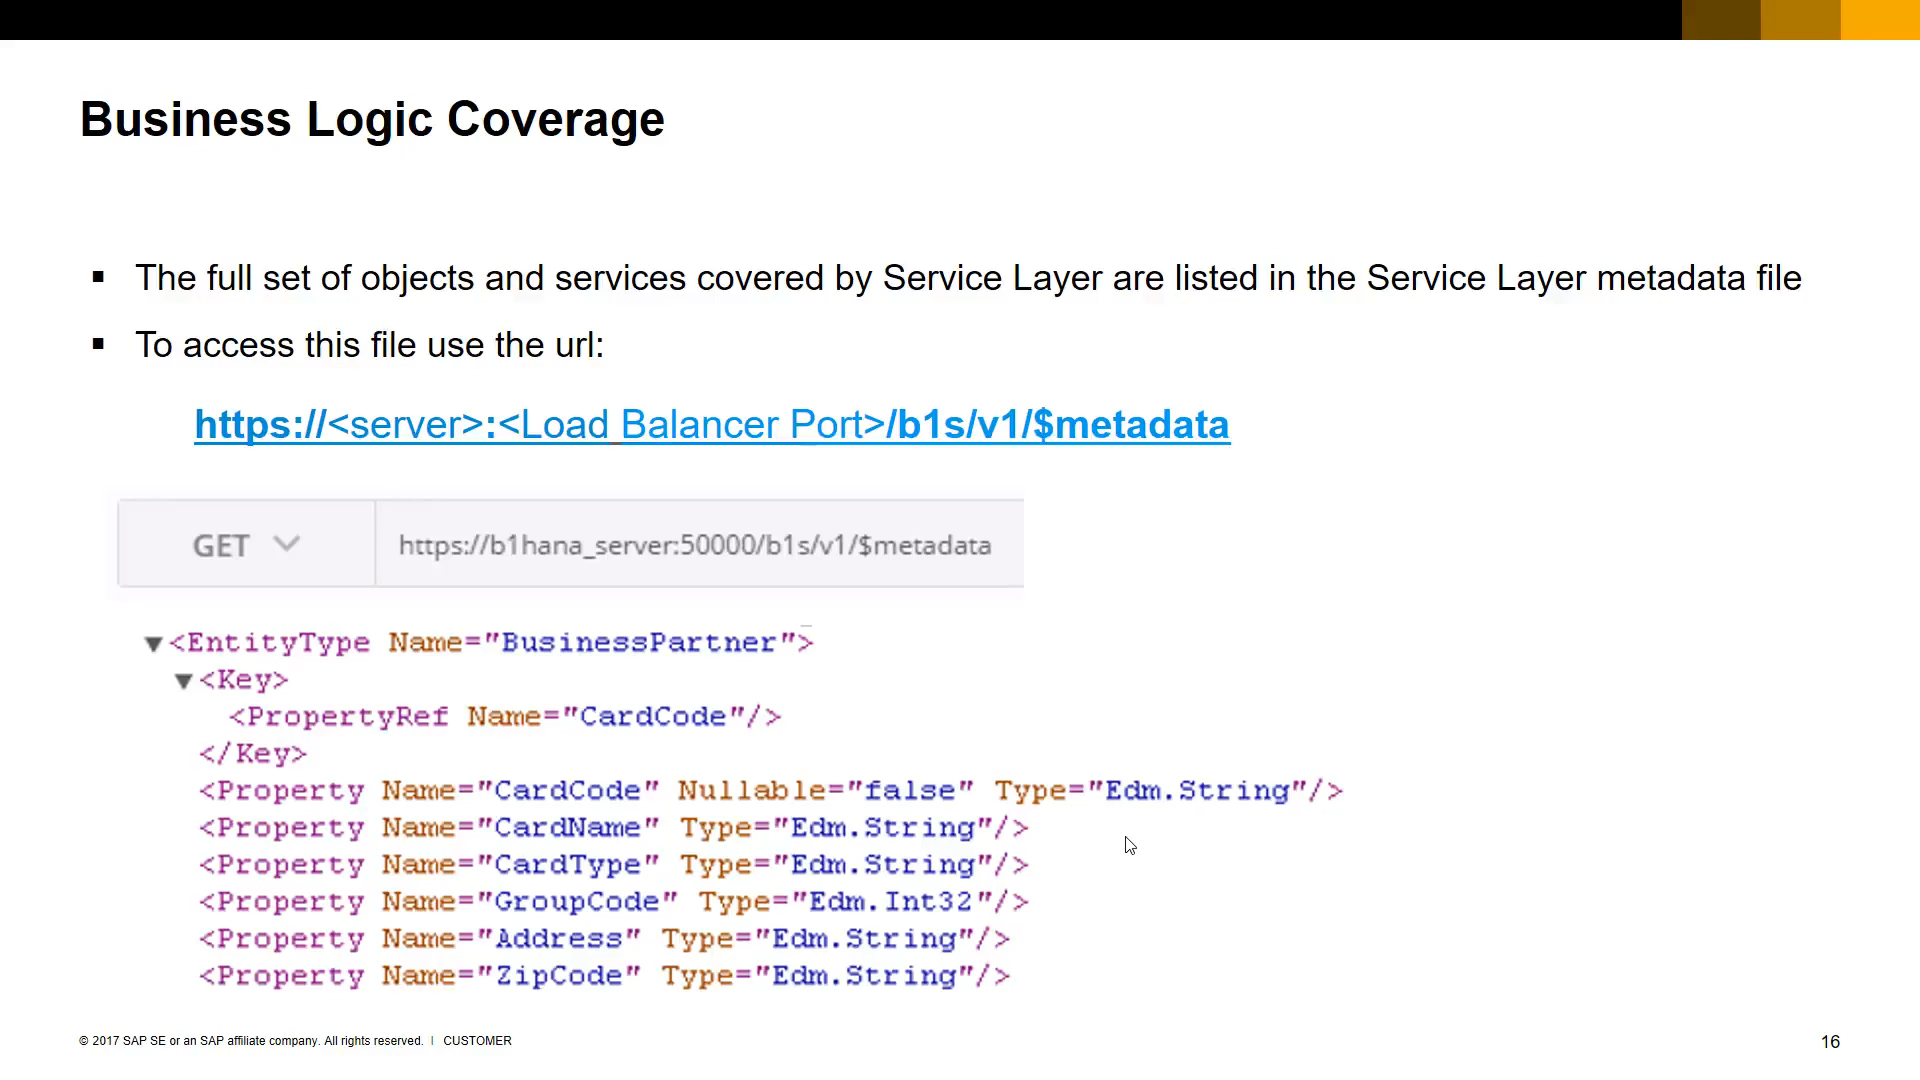 Business Logic Coverage
▪ The full set of objects and services covered by Service Layer are listed in the Service Layer metadata file
▪ To access this file use the url:
https://<server>:<Load Balancer Port>/b1s/v1/$metadata
GET https://b1hana_server:50000/b1s/v1/$metadata
▼<EntityType Name="BusinessPartner">
▼<Key>
<PropertyRef Name="CardCode"/>
</Key>
<Property Name="CardCode" Nullable="false" Type="Edm.String"/>
<Property Name="CardName" Type="Edm.String"/>
<Property Name="CardType" Type="Edm.String"/>
<Property Name="GroupCode" Type="Edm.Int32"/>
<Property Name="Address" Type="Edm.String"/>
<Property Name="ZipCode" Type="Edm.String"/>
© 2017 SAP SE or an SAP affiliate company. All rights reserved. | CUSTOMER
16